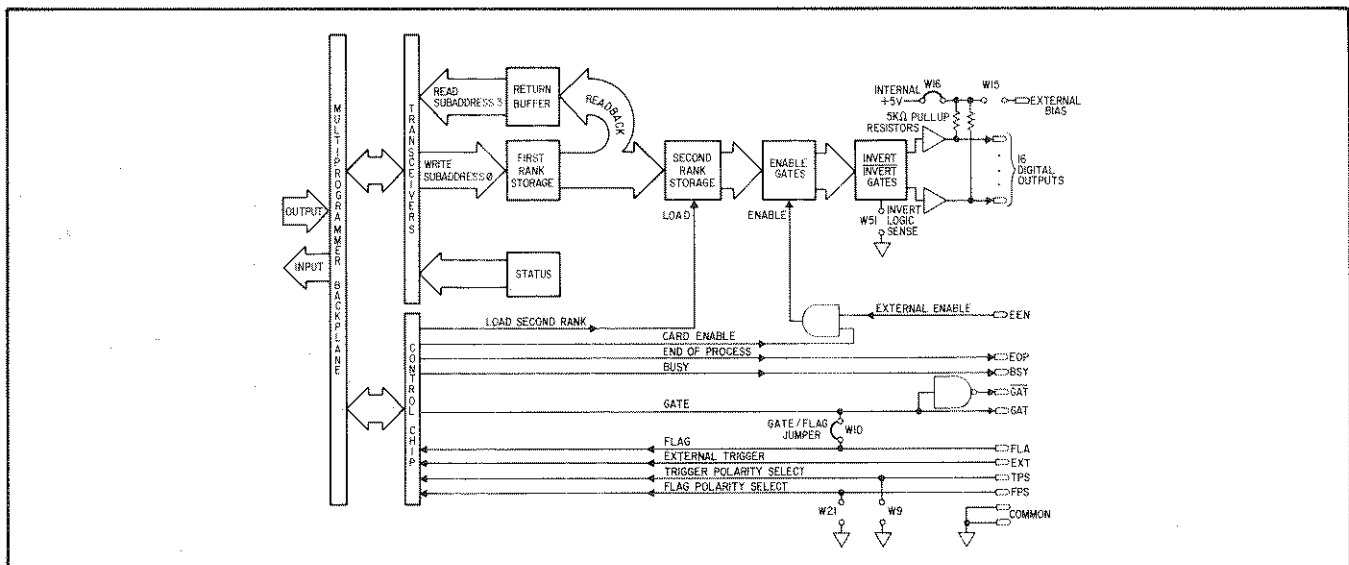 MULTIPROGRAMMER BACKPLANE
OUTPUT
INPUT
TRANSCEIVERS
READ
SUBADDRESS 3
RETURN
BUFFER
READBACK
WRITE
SUBADDRESS Ø
FIRST
RANK
STORAGE
SECOND
RANK
STORAGE
LOAD
ENABLE
GATES
ENABLE
INVERT
INVERT
GATES
W51
INVERT
LOGIC
SENSE
INTERNAL
+5V
W16
W15
EXTERNAL
BIAS
5KΩ PULLUP
RESISTORS
16
DIGITAL
OUTPUTS
STATUS
CONTROL CHIP
LOAD SECOND RANK
CARD ENABLE
EXTERNAL ENABLE
EEN
END OF PROCESS
EOP
BUSY
BSY
GAT
GATE
GAT
GATE/FLAG
JUMPER
W10
FLAG
FLA
EXTERNAL TRIGGER
EXT
TRIGGER POLARITY SELECT
TPS
FLAG POLARITY SELECT
FPS
W21
W9
COMMON